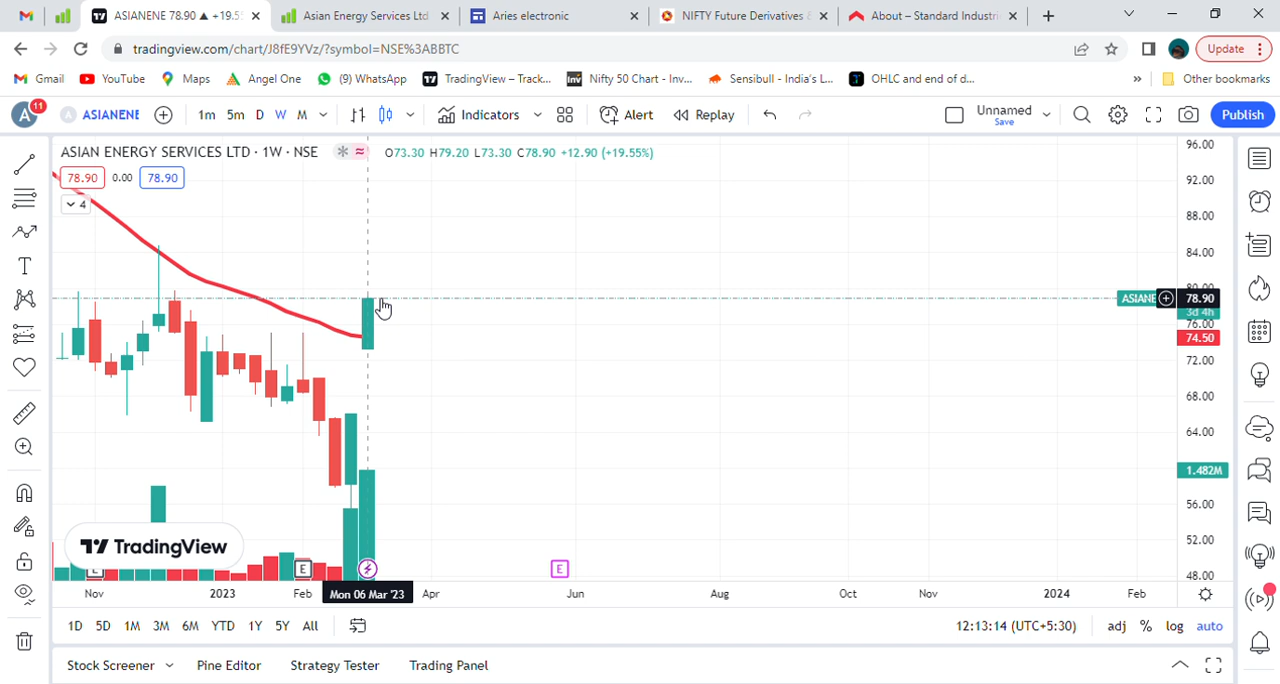 ASIANENE 78.90 ▲ +19.5
Asian Energy Services Ltd
Aries electronic
NIFTY Future Derivatives &
About – Standard Industri
tradingview.com/chart/J8fE9YVz/?symbol=NSE%3ABBTC
Update
Gmail
YouTube
Maps
Angel One
(9) WhatsApp
TradingView – Track...
Nifty 50 Chart - Inv...
Sensibull - India's L...
OHLC and end of d...
»
Other bookmarks
A
11
A
ASIANENE
1m
5m
D
W
M
Indicators
Alert
Replay
Unnamed
Save
Publish
ASIAN ENERGY SERVICES LTD · 1W · NSE
O73.30 H79.20 L73.30 C78.90 +12.90 (+19.55%)
78.90
0.00
78.90
4
96.00
92.00
88.00
84.00
80.00
ASIANE
78.90
3d 4h
76.00
74.50
72.00
68.00
64.00
1.482M
56.00
52.00
48.00
TradingView
E
E
E
Nov
2023
Feb
Mon 06 Mar '23
Apr
Jun
Aug
Oct
Nov
2024
Feb
1D
5D
1M
3M
6M
YTD
1Y
5Y
All
12:13:14 (UTC+5:30)
adj
%
log
auto
Stock Screener
Pine Editor
Strategy Tester
Trading Panel